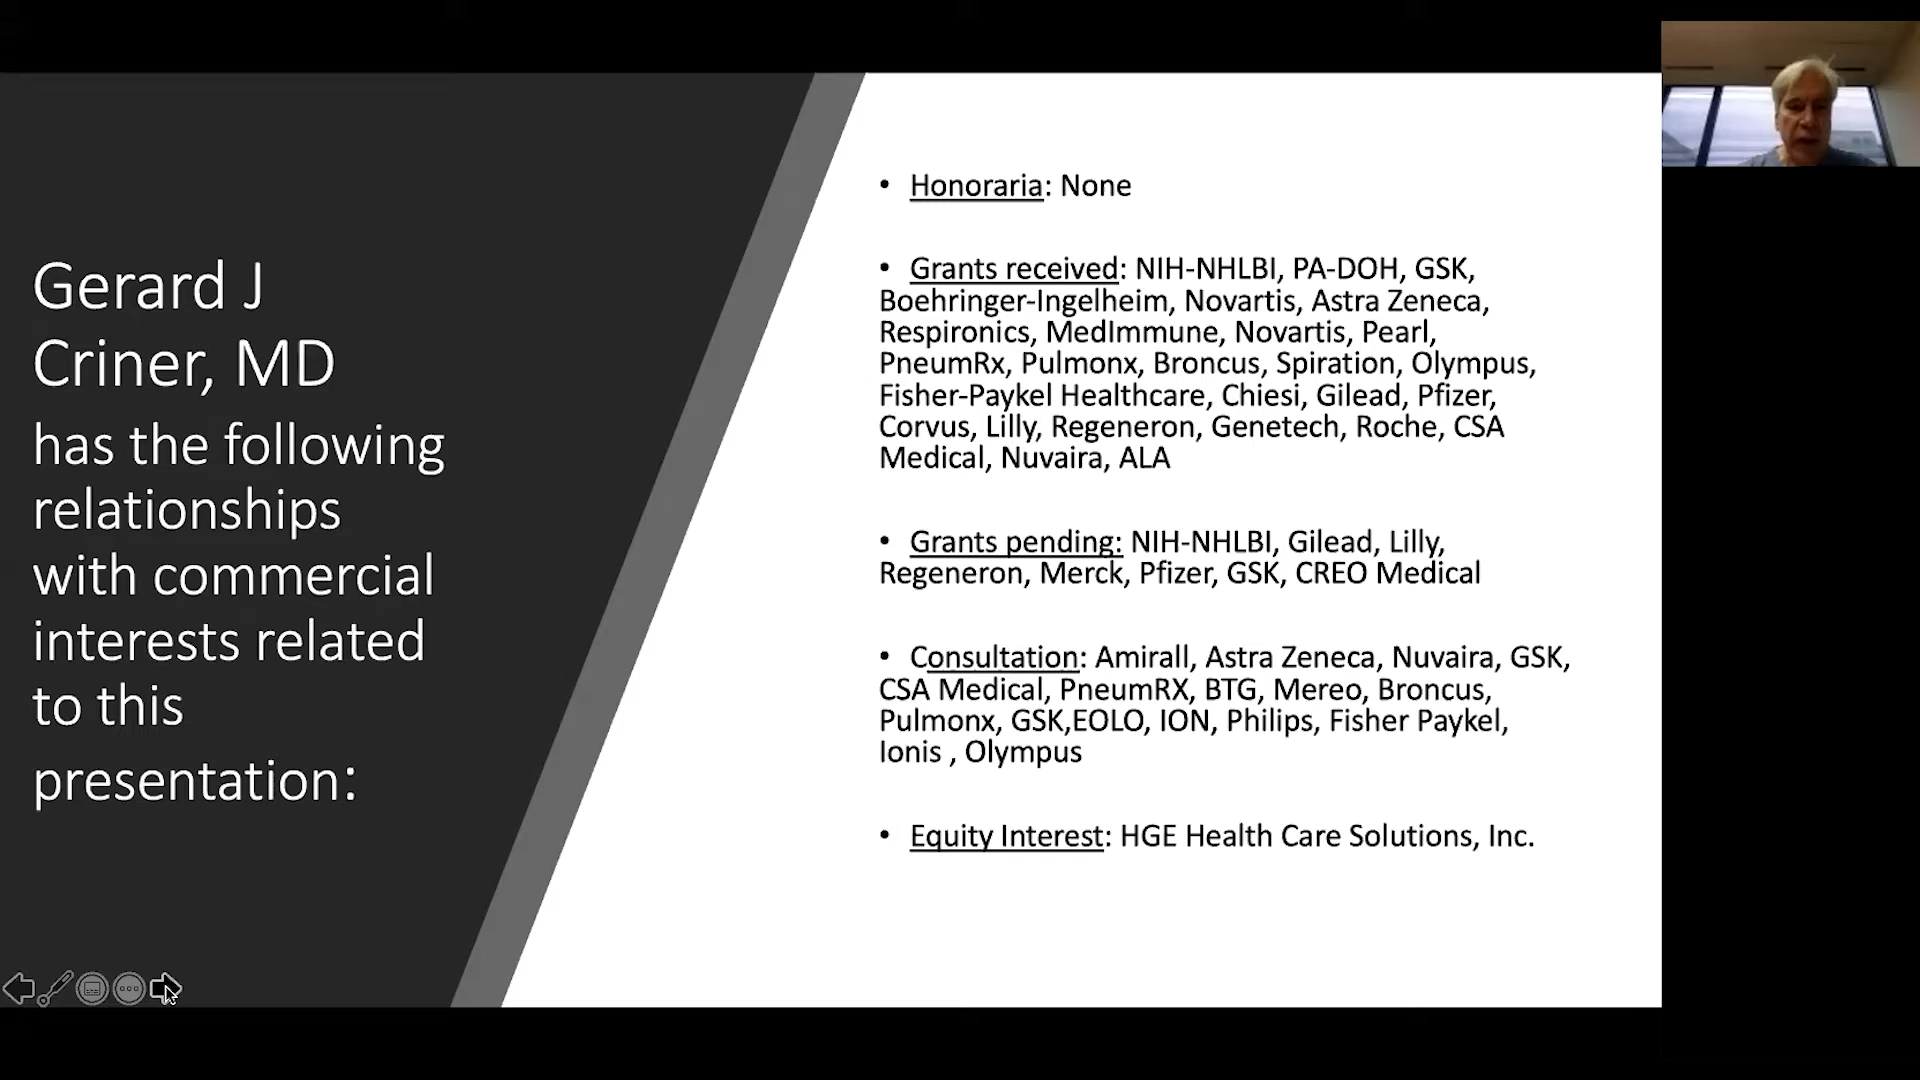 Gerard J
Criner, MD
has the following
relationships
with commercial
interests related
to this
presentation:
• Honoraria: None
• Grants received: NIH-NHLBI, PA-DOH, GSK,
Boehringer-Ingelheim, Novartis, Astra Zeneca,
Respironics, MedImmune, Novartis, Pearl,
PneumRx, Pulmonx, Broncus, Spiration, Olympus,
Fisher-Paykel Healthcare, Chiesi, Gilead, Pfizer,
Corvus, Lilly, Regeneron, Genetech, Roche, CSA
Medical, Nuvaira, ALA
• Grants pending: NIH-NHLBI, Gilead, Lilly,
Regeneron, Merck, Pfizer, GSK, CREO Medical
• Consultation: Amirall, Astra Zeneca, Nuvaira, GSK,
CSA Medical, PneumRX, BTG, Mereo, Broncus,
Pulmonx, GSK,EOLO, ION, Philips, Fisher Paykel,
Ionis , Olympus
• Equity Interest: HGE Health Care Solutions, Inc.